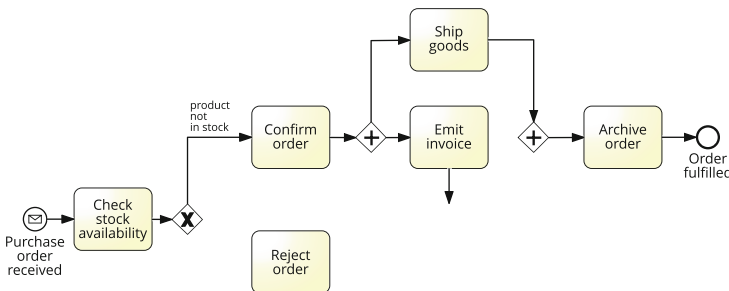 Ship
goods
product
not
in stock
Confirm
order
Emit
invoice
Archive
order
Order
fulfilled
Check
stock
availability
Purchase
order
received
Reject
order